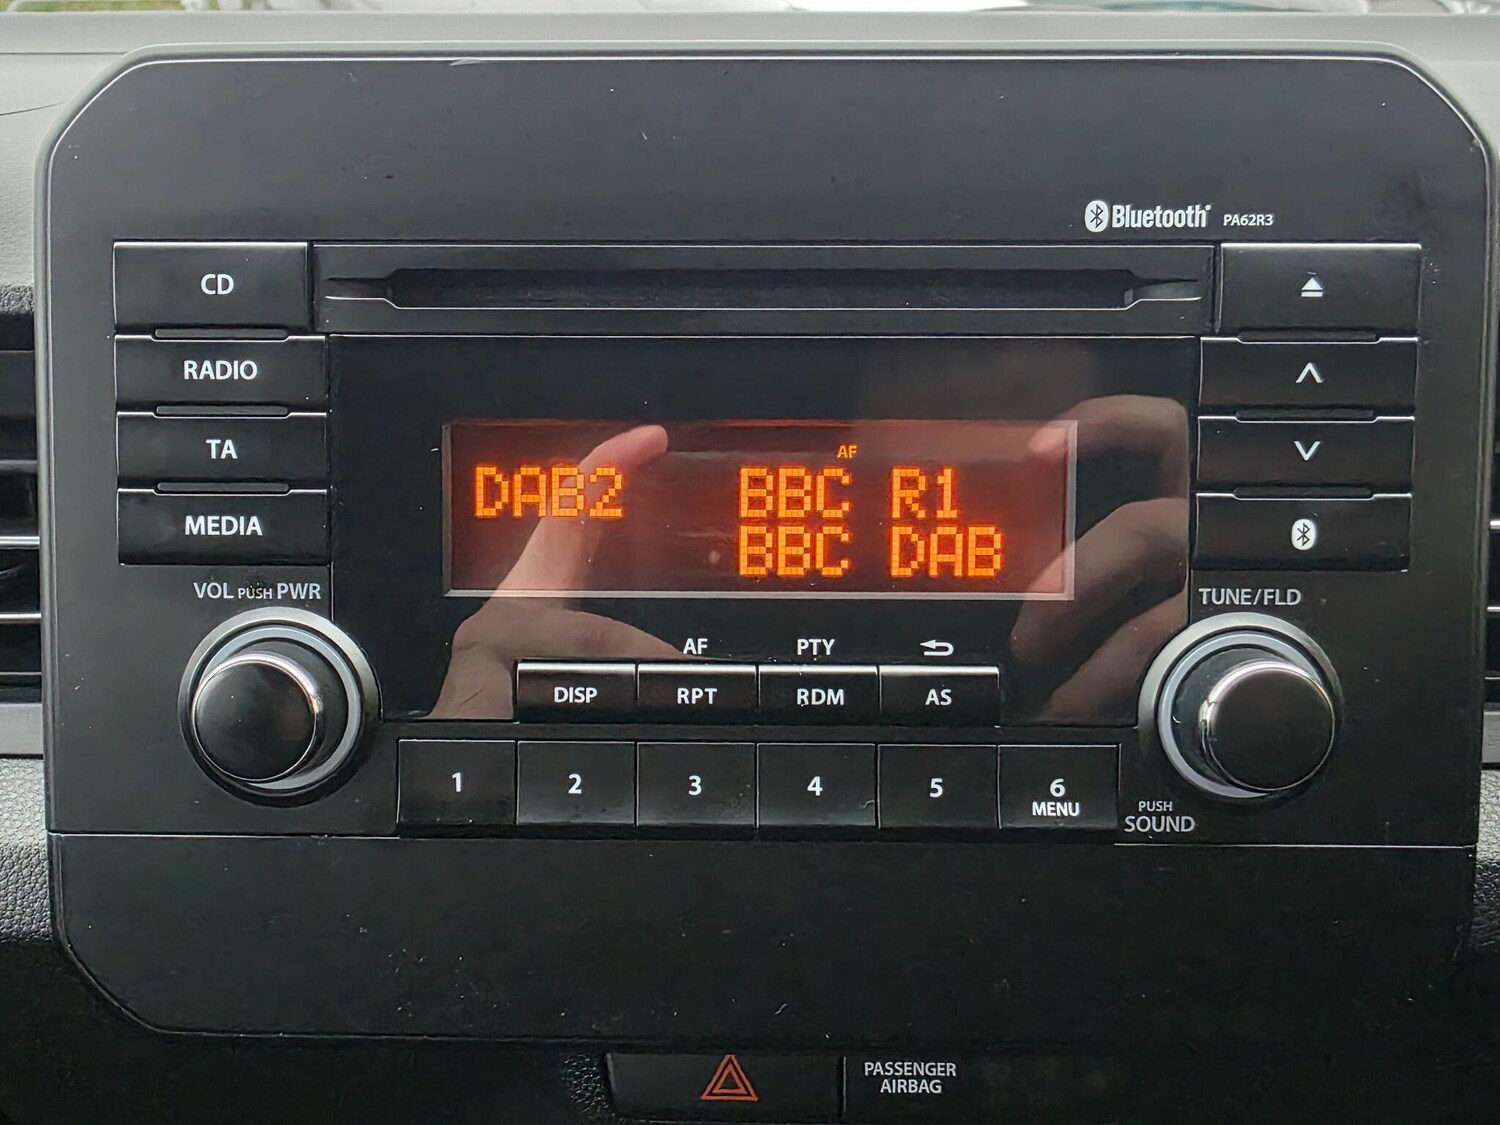 Bluetooth® PA62R3
CD
RADIO
TA
MEDIA
AF
DAB2 BBC R1
BBC DAB
VOL PUSH PWR
TUNE/FLD
AF PTY
DISP RPT RDM AS
1 2 3 4 5 6
MENU
PUSH
SOUND
PASSENGER
AIRBAG